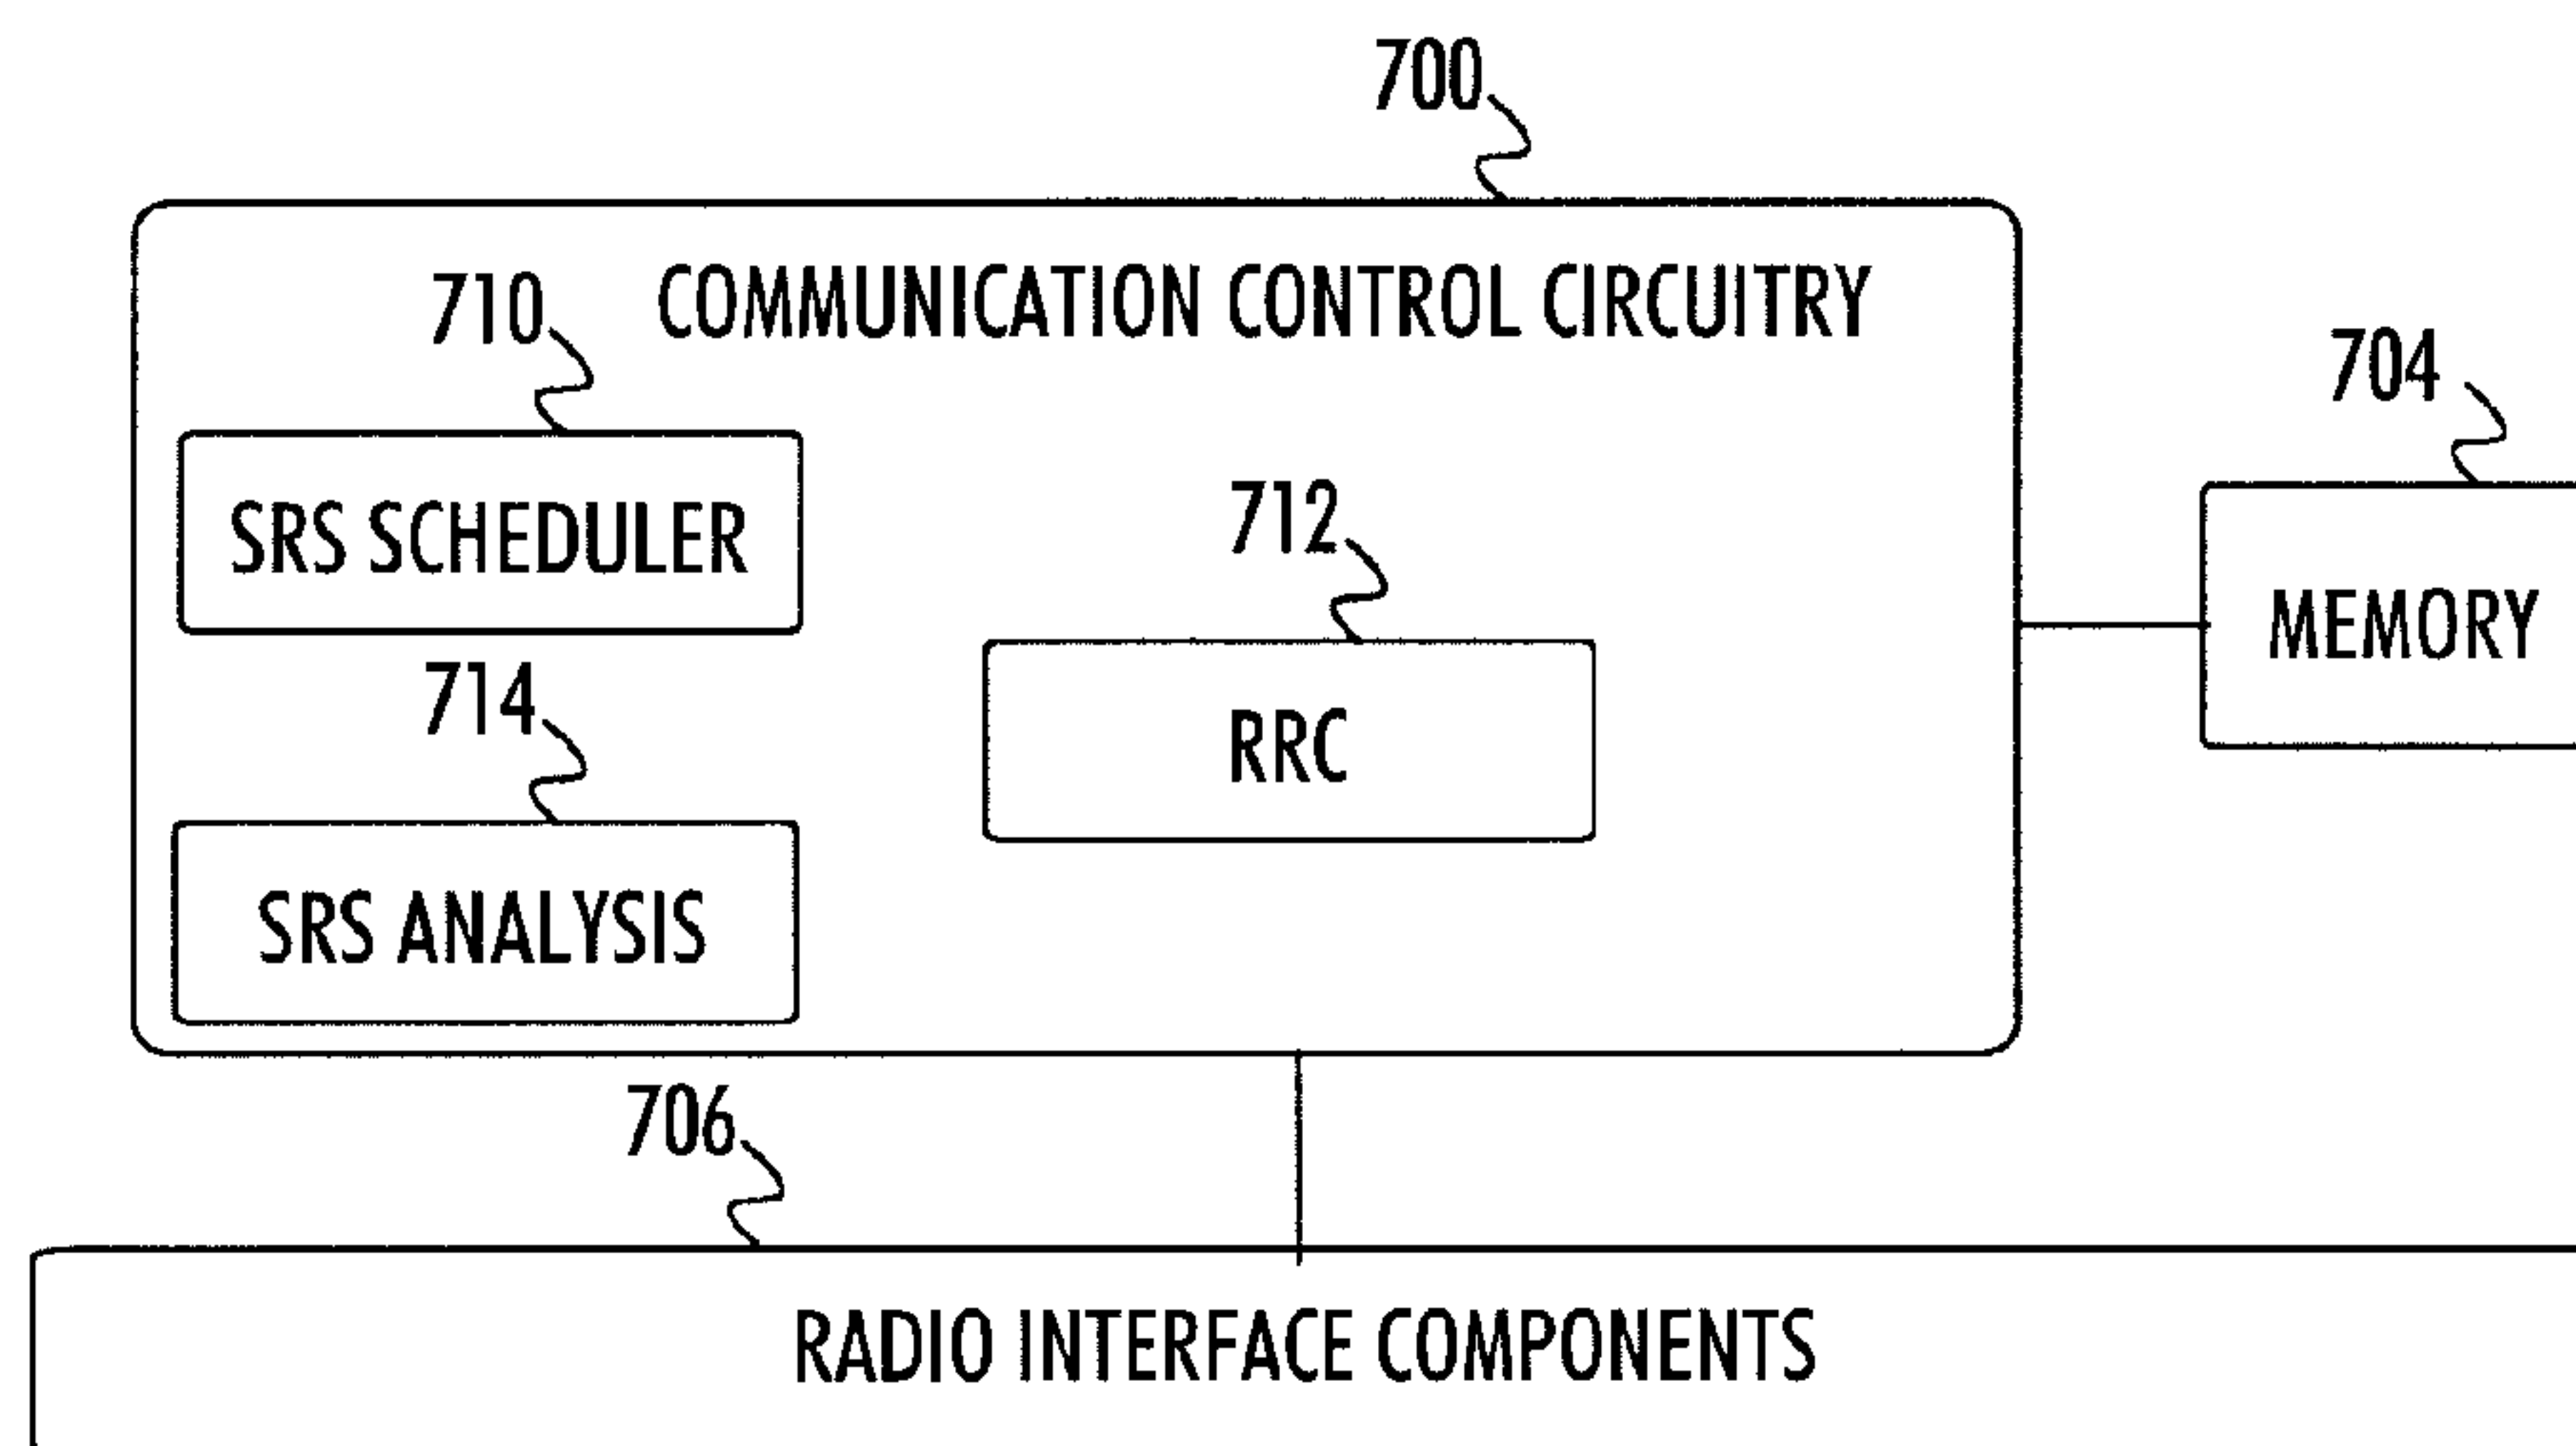 700
COMMUNICATION CONTROL CIRCUITRY
710
704
SRS SCHEDULER
712
MEMORY
714
RRC
SRS ANALYSIS
706
RADIO INTERFACE COMPONENTS